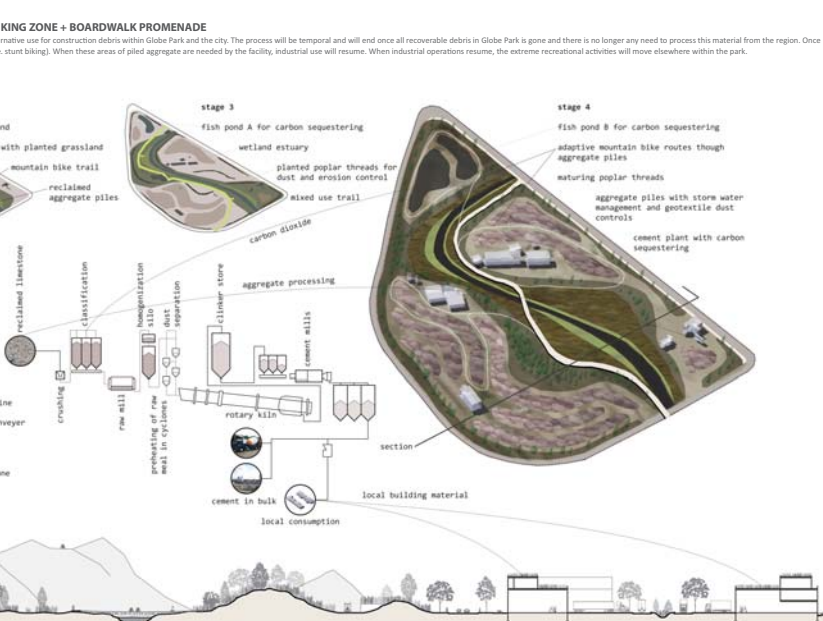 KING ZONE + BOARDWALK PROMENADE
rnative use for construction debris within Globe Park and the city. The process will be temporal and will end once all recoverable debris in Globe Park is gone and there is no longer any need to process this material from the region. Once
. stunt biking). When these areas of piled aggregate are needed by the facility, industrial use will resume. When industrial operations resume, the extreme recreational activities will move elsewhere within the park.
nd
with planted grassland
mountain bike trail
reclaimed
aggregate piles
stage 3
fish pond A for carbon sequestering
wetland estuary
planted poplar threads for
dust and erosion control
mixed use trail
carbon dioxide
aggregate processing
stage 4
fish pond B for carbon sequestering
adaptive mountain bike routes though
aggregate piles
maturing poplar threads
aggregate piles with storm water
management and geotextile dust
controls
cement plant with carbon
sequestering
reclaimed limestone
classification
homogenization
silo
dust
separation
clinker store
cement mills
crushing
raw mill
preheating of raw
meal in cyclones
rotary kiln
ine
nveyer
ne
section
cement in bulk
local building material
local consumption